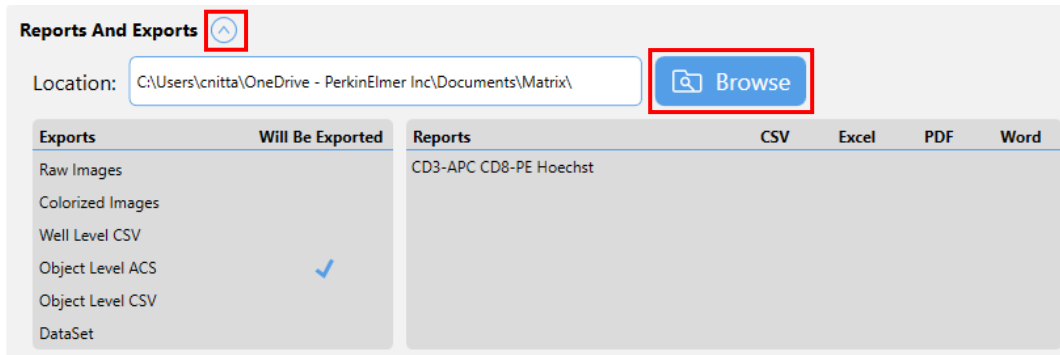 Reports And Exports
Location: C:\Users\cnitta\OneDrive - PerkinElmer Inc\Documents\Matrix\ Browse
Exports Will Be Exported Reports CSV Excel PDF Word
Raw Images CD3-APC CD8-PE Hoechst
Colorized Images
Well Level CSV
Object Level ACS
Object Level CSV
DataSet